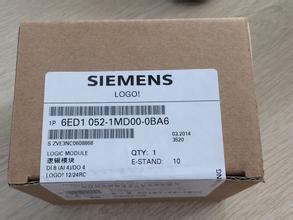 SIEMENS
LOGO!
1P 6ED1 052-1MD00-0BA6
S ZVE3NC0608868
03.2014
3520
LOGIC MODULE
逻辑模块
DI 8 (AI 4)/DO 4
LOGO! 12/24RC
QTY: 1
E-STAND: 10